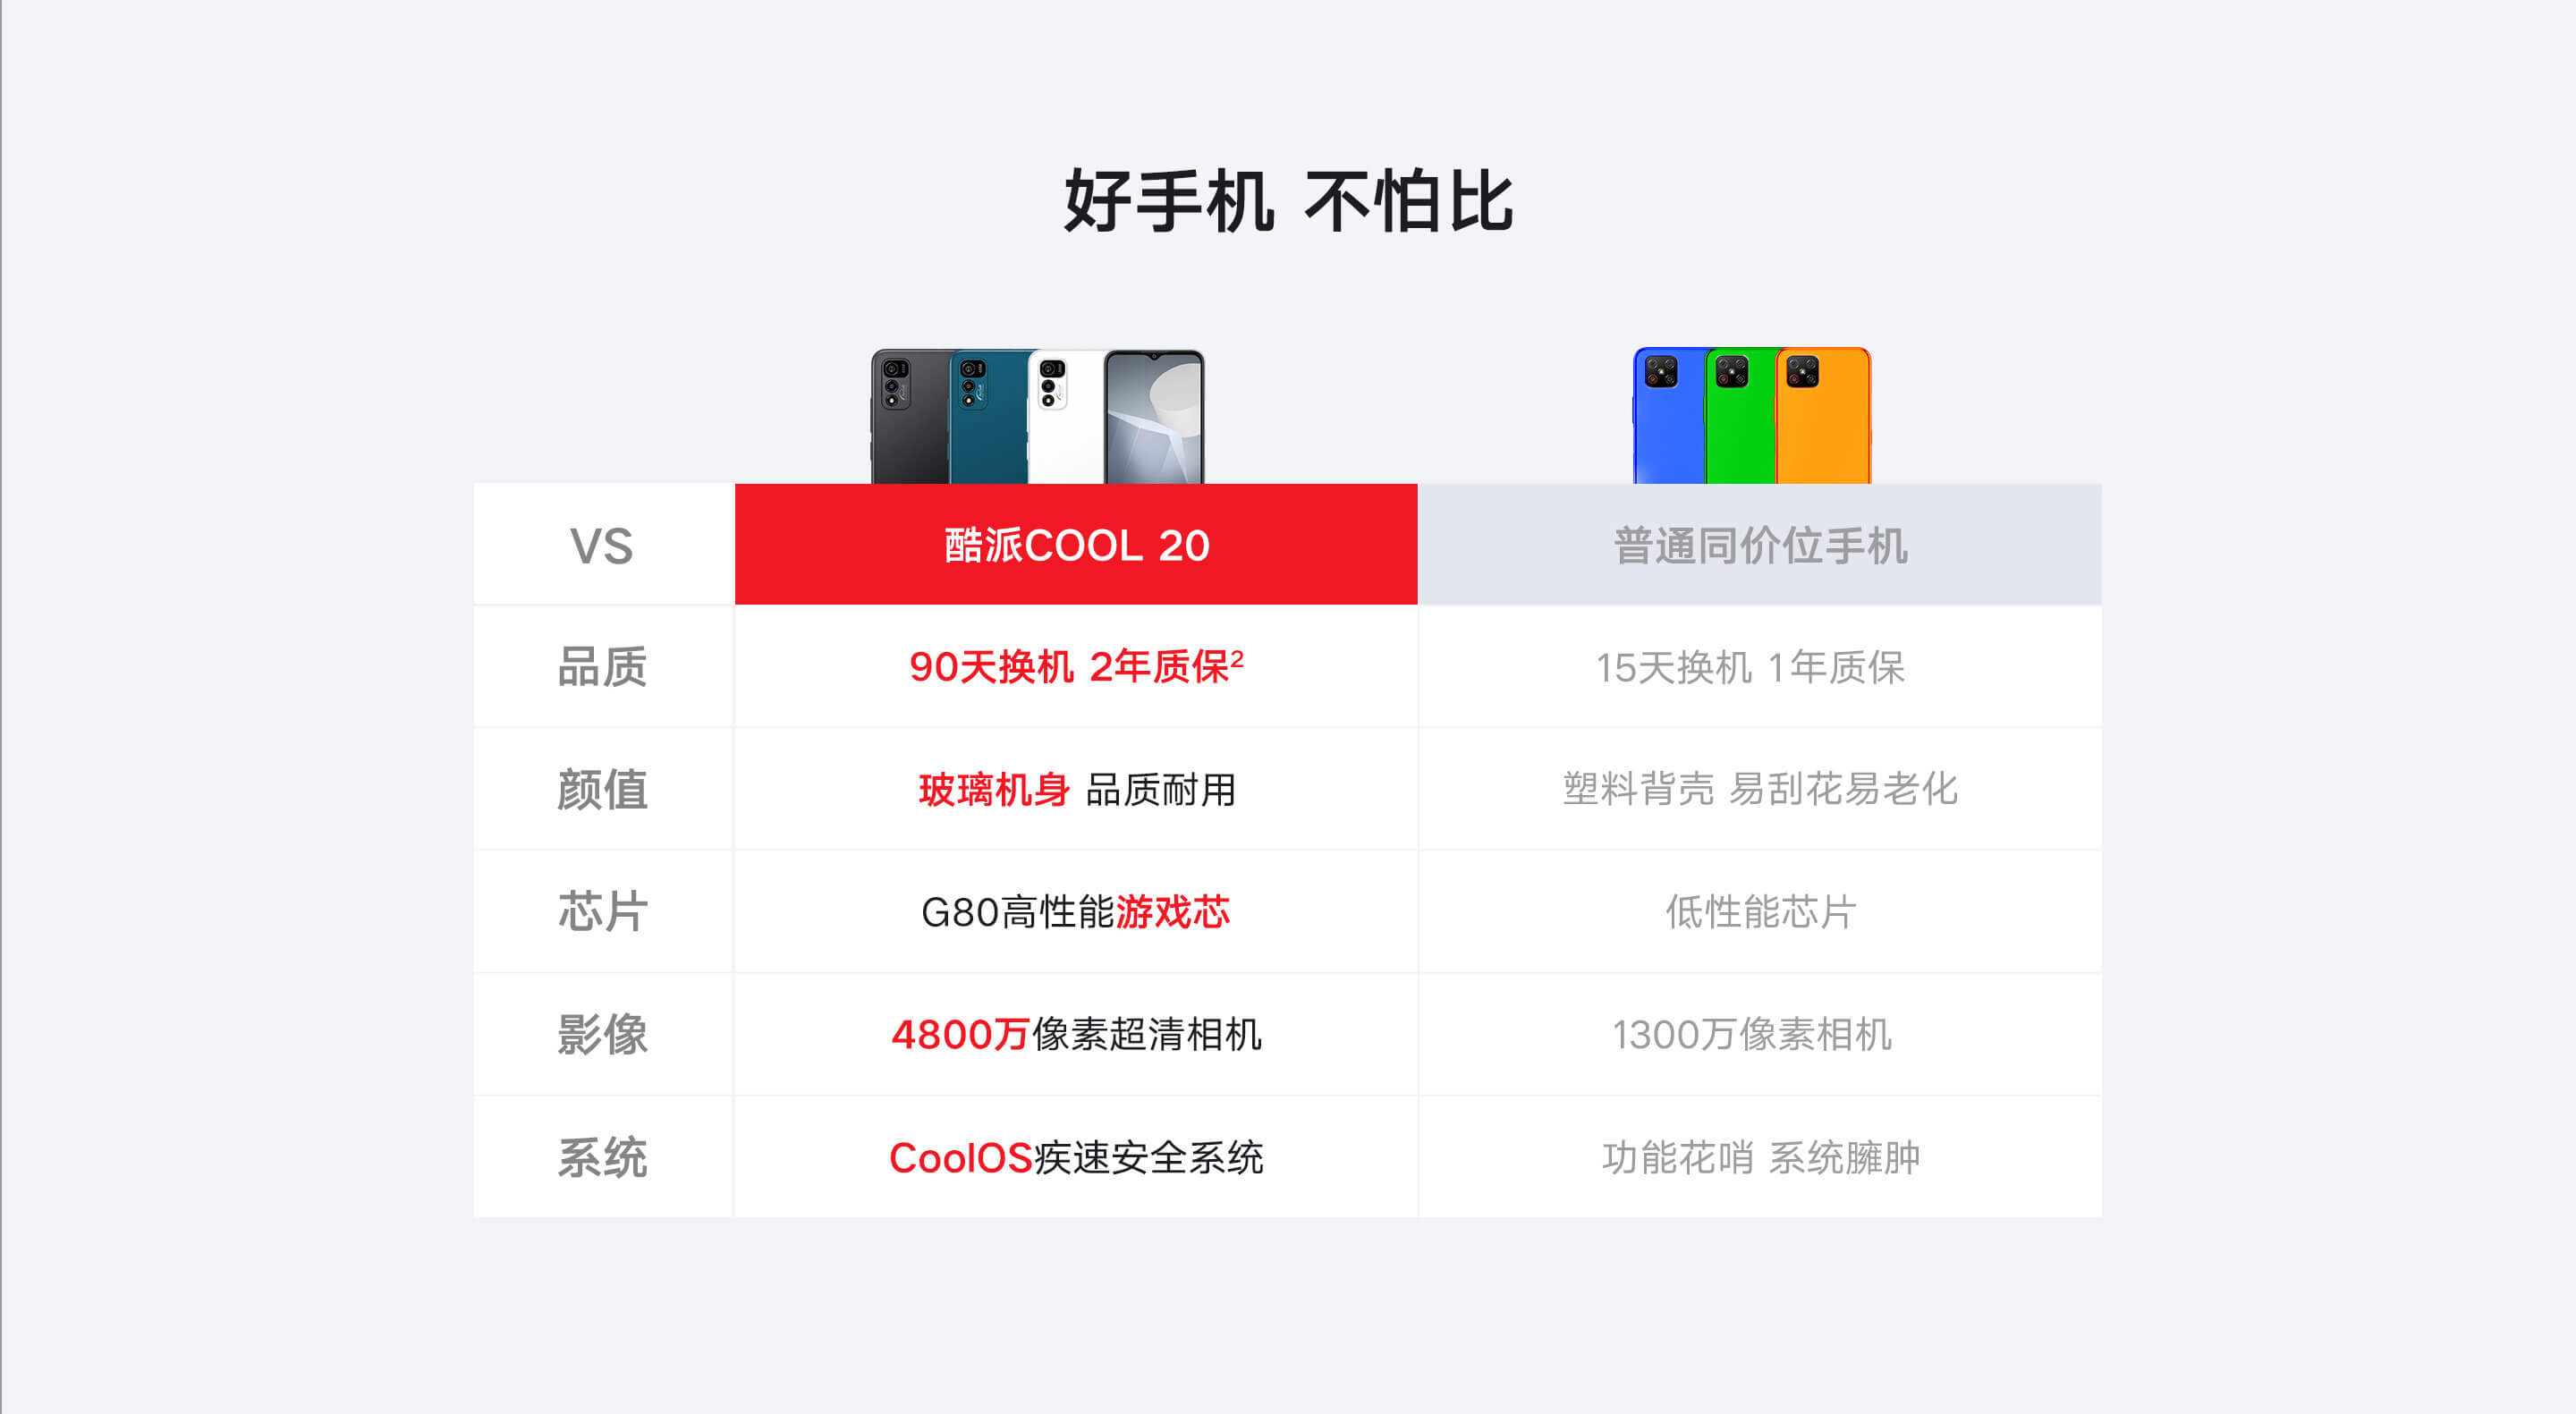 好手机 不怕比
VS
酷派COOL 20
普通同价位手机
品质
90天换机 2年质保²
15天换机 1年质保
颜值
玻璃机身 品质耐用
塑料背壳 易刮花易老化
芯片
G80高性能游戏芯
低性能芯片
影像
4800万像素超清相机
1300万像素相机
系统
CoolOS疾速安全系统
功能花哨 系统臃肿